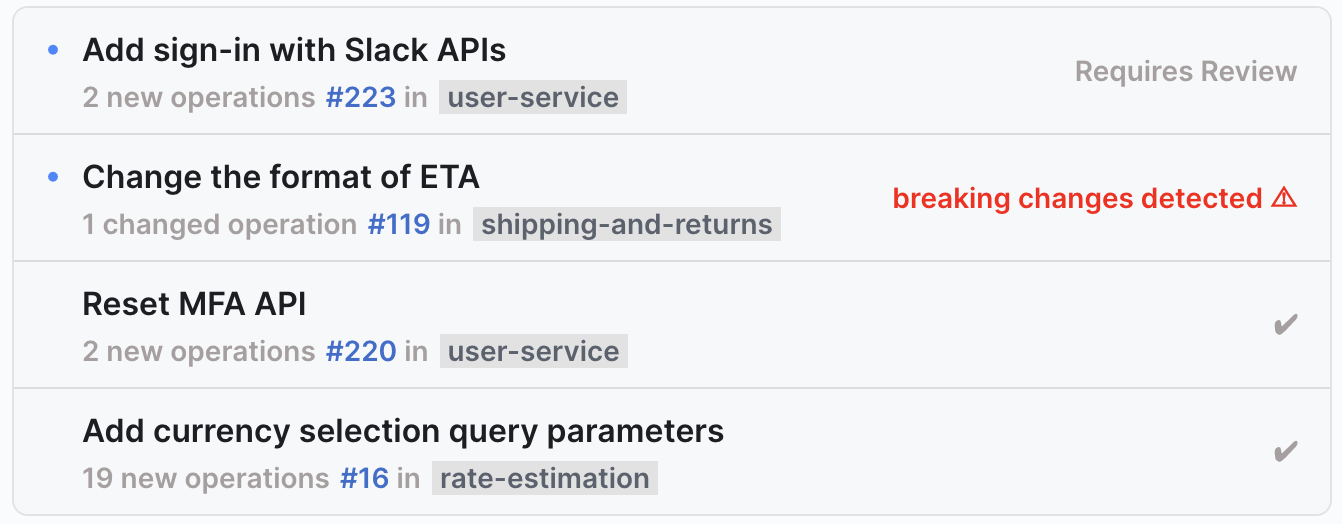 Add sign-in with Slack APIs
2 new operations #223 in user-service
Requires Review
Change the format of ETA
1 changed operation #119 in shipping-and-returns
breaking changes detected ⚠
Reset MFA API
2 new operations #220 in user-service
✔
Add currency selection query parameters
19 new operations #16 in rate-estimation
✔